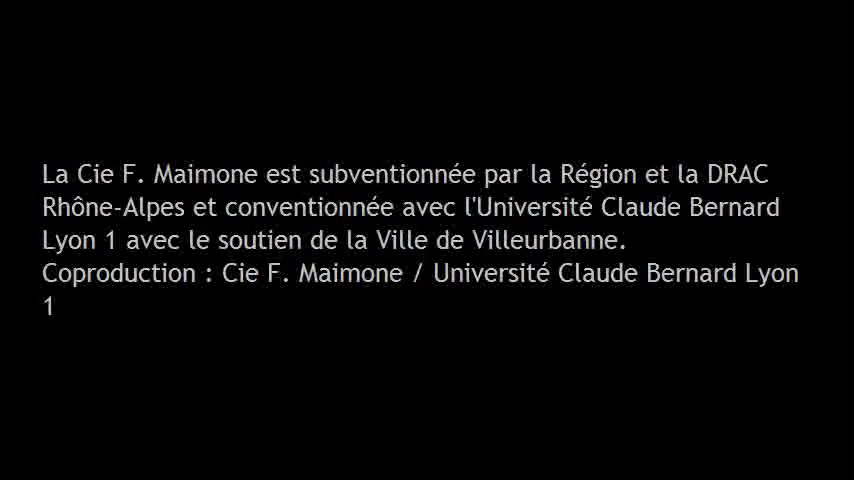 La Cie F. Maimone est subventionnée par la Région et la DRAC
Rhône-Alpes et conventionnée avec l'Université Claude Bernard
Lyon 1 avec le soutien de la Ville de Villeurbanne.
Coproduction : Cie F. Maimone / Université Claude Bernard Lyon
1